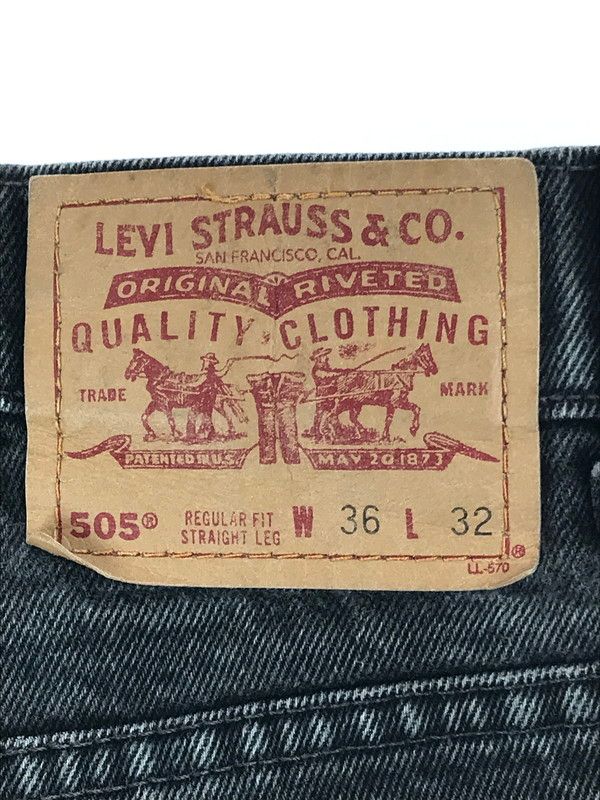 LEVI STRAUSS & CO.
SAN FRANCISCO, CAL.
ORIGINAL RIVETED
QUALITY CLOTHING
TRADE MARK
PATENTED IN U.S. MAY 20 1873
505® REGULAR FIT STRAIGHT LEG W 36 L 32
®
LL-570